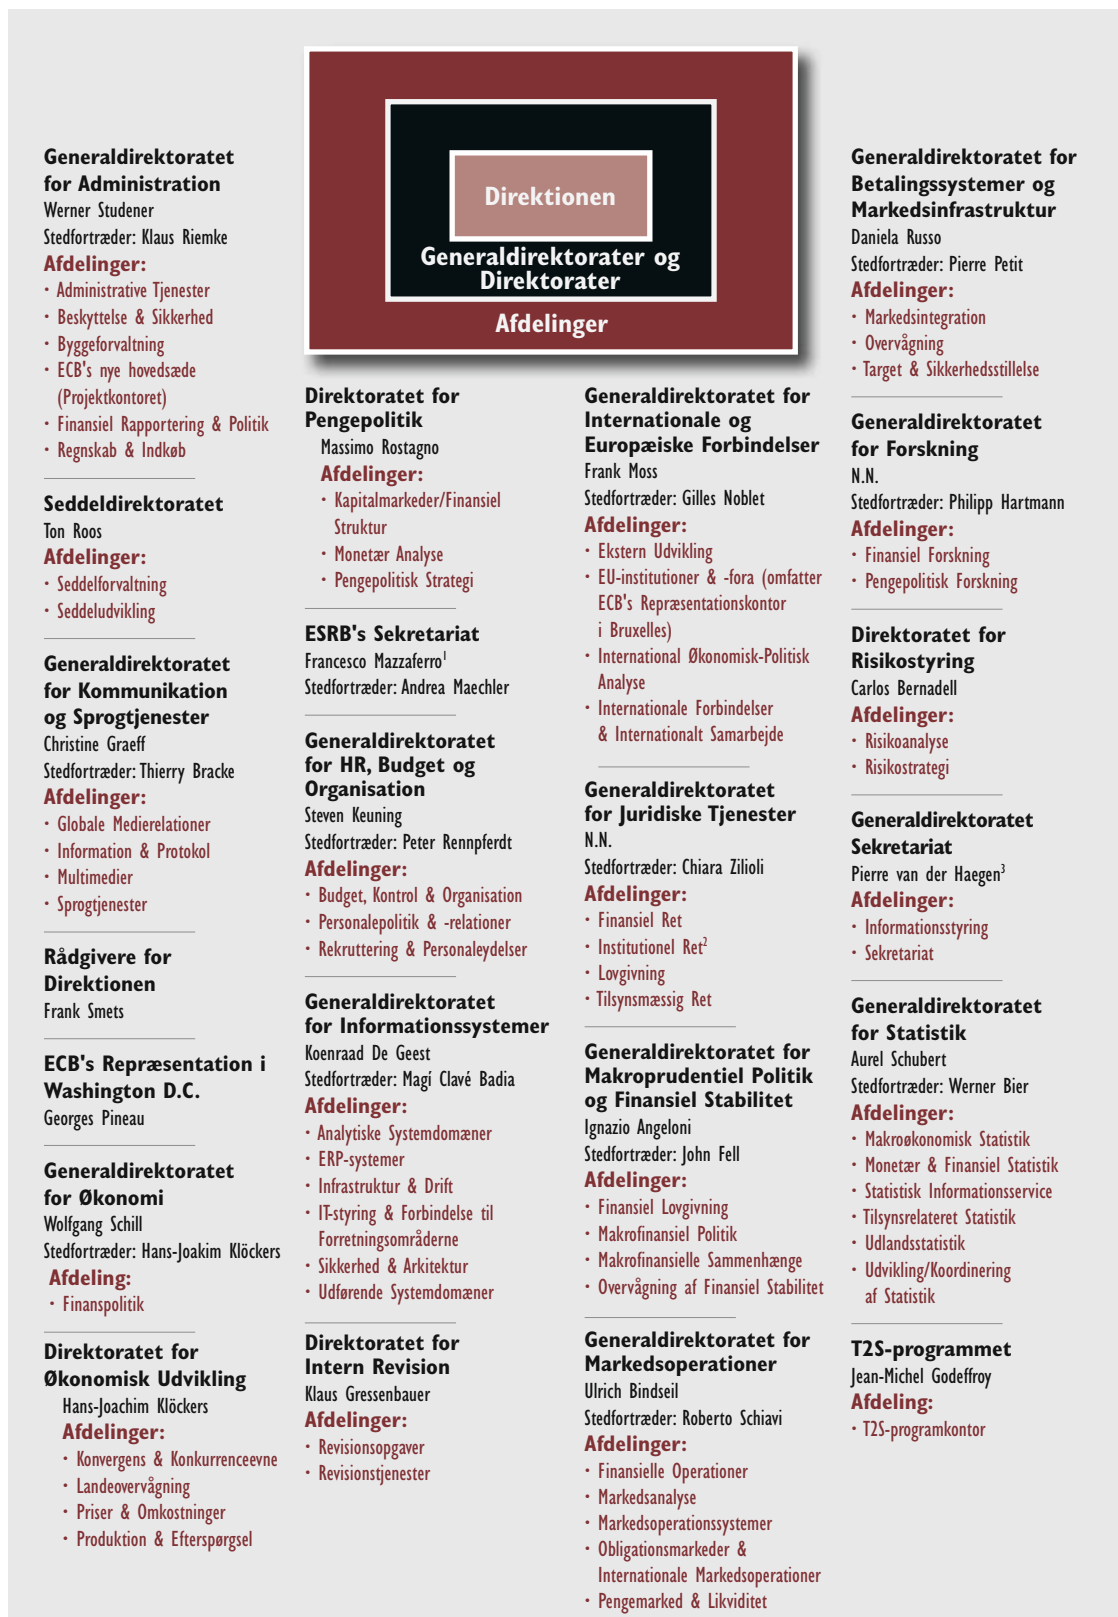 Direktionen
Generaldirektorater og
Direktorater
Afdelinger
Generaldirektoratet
for Administration
Werner Studener
Stedfortræder: Klaus Riemke
Afdelinger:
• Administrative Tjenester
• Beskyttelse & Sikkerhed
• Byggeforvaltning
• ECB's nye hovedsæde
(Projektkontoret)
• Finansiel Rapportering & Politik
• Regnskab & Indkøb
Seddeldirektoratet
Ton Roos
Afdelinger:
• Seddelforvaltning
• Seddeludvikling
Generaldirektoratet
for Kommunikation
og Sprogtjenester
Christine Graeff
Stedfortræder: Thierry Bracke
Afdelinger:
• Globale Medierelationer
• Information & Protokol
• Multimedier
• Sprogtjenester
Rådgivere for
Direktionen
Frank Smets
ECB's Repræsentation i
Washington D.C.
Georges Pineau
Generaldirektoratet
for Økonomi
Wolfgang Schill
Stedfortræder: Hans-Joakim Klöckers
Afdeling:
• Finanspolitik
Direktoratet for
Økonomisk Udvikling
Hans-Joachim Klöckers
Afdelinger:
• Konvergens & Konkurrenceevne
• Landeovervågning
• Priser & Omkostninger
• Produktion & Efterspørgsel
Direktoratet for
Pengepolitik
Massimo Rostagno
Afdelinger:
• Kapitalmarkeder/Finansiel
Struktur
• Monetær Analyse
• Pengepolitisk Strategi
ESRB's Sekretariat
Francesco Mazzaferro¹
Stedfortræder: Andrea Maechler
Generaldirektoratet
for HR, Budget og
Organisation
Steven Keuning
Stedfortræder: Peter Rennpferdt
Afdelinger:
• Budget, Kontrol & Organisation
• Personalepolitik & -relationer
• Rekruttering & Personaleydelser
Generaldirektoratet
for Informationssystemer
Koenraad De Geest
Stedfortræder: Magí Clavé Badia
Afdelinger:
• Analytiske Systemdomæner
• ERP-systemer
• Infrastruktur & Drift
• IT-styring & Forbindelse til
Forretningsområderne
• Sikkerhed & Arkitektur
• Udførende Systemdomæner
Direktoratet for
Intern Revision
Klaus Gressenbauer
Afdelinger:
• Revisionsopgaver
• Revisionstjenester
Generaldirektoratet for
Internationale og
Europæiske Forbindelser
Frank Moss
Stedfortræder: Gilles Noblet
Afdelinger:
• Ekstern Udvikling
• EU-institutioner & -fora (omfatter
ECB's Repræsentationskontor
i Bruxelles)
• International Økonomisk-Politisk
Analyse
• Internationale Forbindelser
& Internationalt Samarbejde
Generaldirektoratet
for Juridiske Tjenester
N.N.
Stedfortræder: Chiara Zilioli
Afdelinger:
• Finansiel Ret
• Institutionel Ret²
• Lovgivning
• Tilsynsmæssig Ret
Generaldirektoratet for
Makroprudentiel Politik
og Finansiel Stabilitet
Ignazio Angeloni
Stedfortræder: John Fell
Afdelinger:
• Finansiel Lovgivning
• Makrofinansiel Politik
• Makrofinansielle Sammenhænge
• Overvågning af Finansiel Stabilitet
Generaldirektoratet for
Markedsoperationer
Ulrich Bindseil
Stedfortræder: Roberto Schiavi
Afdelinger:
• Finansielle Operationer
• Markedsanalyse
• Markedsoperationssystemer
• Obligationsmarkeder &
Internationale Markedsoperationer
• Pengemarked & Likviditet
Generaldirektoratet for
Betalingssystemer og
Markedsinfrastruktur
Daniela Russo
Stedfortræder: Pierre Petit
Afdelinger:
• Markedsintegration
• Overvågning
• Target & Sikkerhedsstillelse
Generaldirektoratet
for Forskning
N.N.
Stedfortræder: Philipp Hartmann
Afdelinger:
• Finansiel Forskning
• Pengepolitisk Forskning
Direktoratet for
Risikostyring
Carlos Bernadell
Afdelinger:
• Risikoanalyse
• Risikostrategi
Generaldirektoratet
Sekretariat
Pierre van der Haegen³
Afdelinger:
• Informationsstyring
• Sekretariat
Generaldirektoratet
for Statistik
Aurel Schubert
Stedfortræder: Werner Bier
Afdelinger:
• Makroøkonomisk Statistik
• Monetær & Finansiel Statistik
• Statistisk Informationsservice
• Tilsynsrelateret Statistik
• Udlandsstatistik
• Udvikling/Koordinering
af Statistik
T2S-programmet
Jean-Michel Godeffroy
Afdeling:
• T2S-programkontor